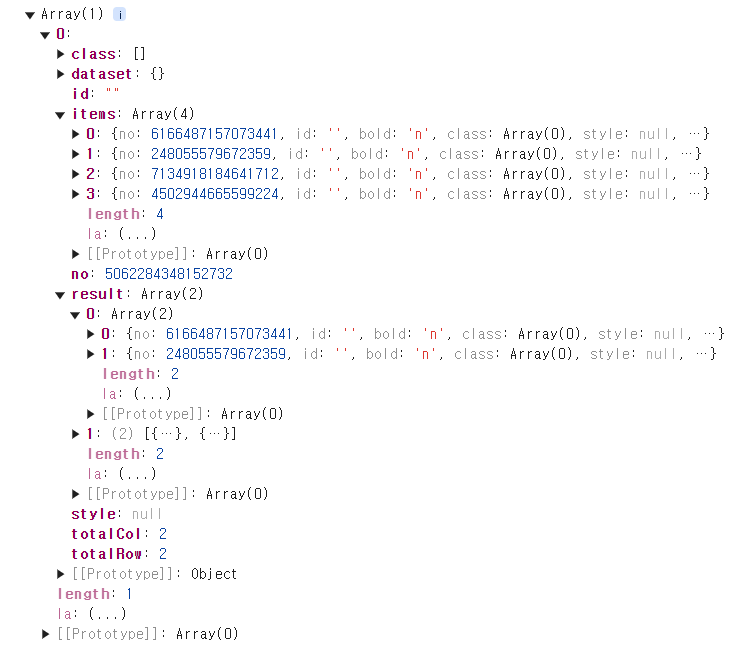 ▼ Array(1) i
▼ 0:
▶ class: []
▶ dataset: {}
id: ""
▼ items: Array(4)
▶ 0: {no: 6166487157073441, id: '', bold: 'n', class: Array(0), style: null, …}
▶ 1: {no: 248055579672359, id: '', bold: 'n', class: Array(0), style: null, …}
▶ 2: {no: 7134918184641712, id: '', bold: 'n', class: Array(0), style: null, …}
▶ 3: {no: 4502944665599224, id: '', bold: 'n', class: Array(0), style: null, …}
length: 4
la: (...)
▶ [[Prototype]]: Array(0)
no: 5062284348152732
▼ result: Array(2)
▼ 0: Array(2)
▶ 0: {no: 6166487157073441, id: '', bold: 'n', class: Array(0), style: null, …}
▶ 1: {no: 248055579672359, id: '', bold: 'n', class: Array(0), style: null, …}
length: 2
la: (...)
▶ [[Prototype]]: Array(0)
▶ 1: (2) [{…}, {…}]
length: 2
la: (...)
▶ [[Prototype]]: Array(0)
style: null
totalCol: 2
totalRow: 2
▶ [[Prototype]]: Object
length: 1
la: (...)
▶ [[Prototype]]: Array(0)